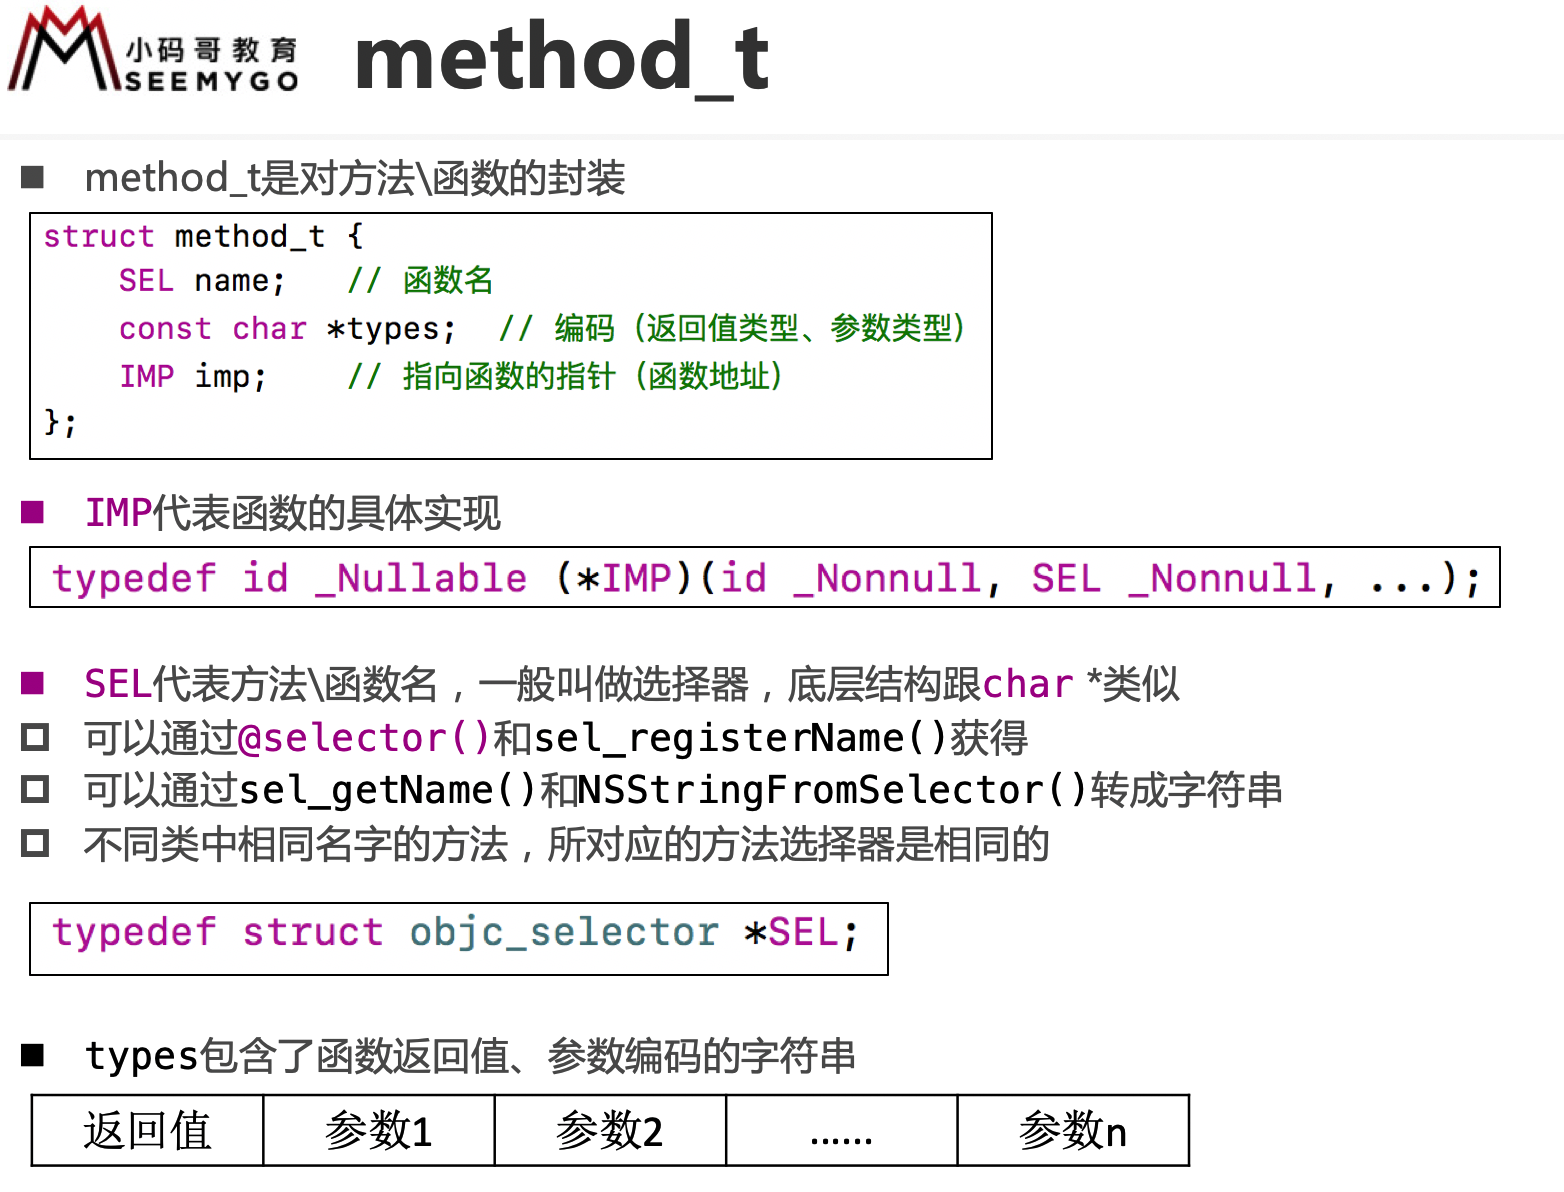 小码哥教育
SEEMYGO
method_t
method_t是对方法\函数的封装
struct method_t {
    SEL name;   // 函数名
    const char *types;  // 编码（返回值类型、参数类型）
    IMP imp;    // 指向函数的指针（函数地址）
};
IMP代表函数的具体实现
typedef id _Nullable (*IMP)(id _Nonnull, SEL _Nonnull, ...);
SEL代表方法\函数名，一般叫做选择器，底层结构跟char *类似
可以通过@selector()和sel_registerName()获得
可以通过sel_getName()和NSStringFromSelector()转成字符串
不同类中相同名字的方法，所对应的方法选择器是相同的
typedef struct objc_selector *SEL;
types包含了函数返回值、参数编码的字符串
返回值 参数1 参数2 ...... 参数n